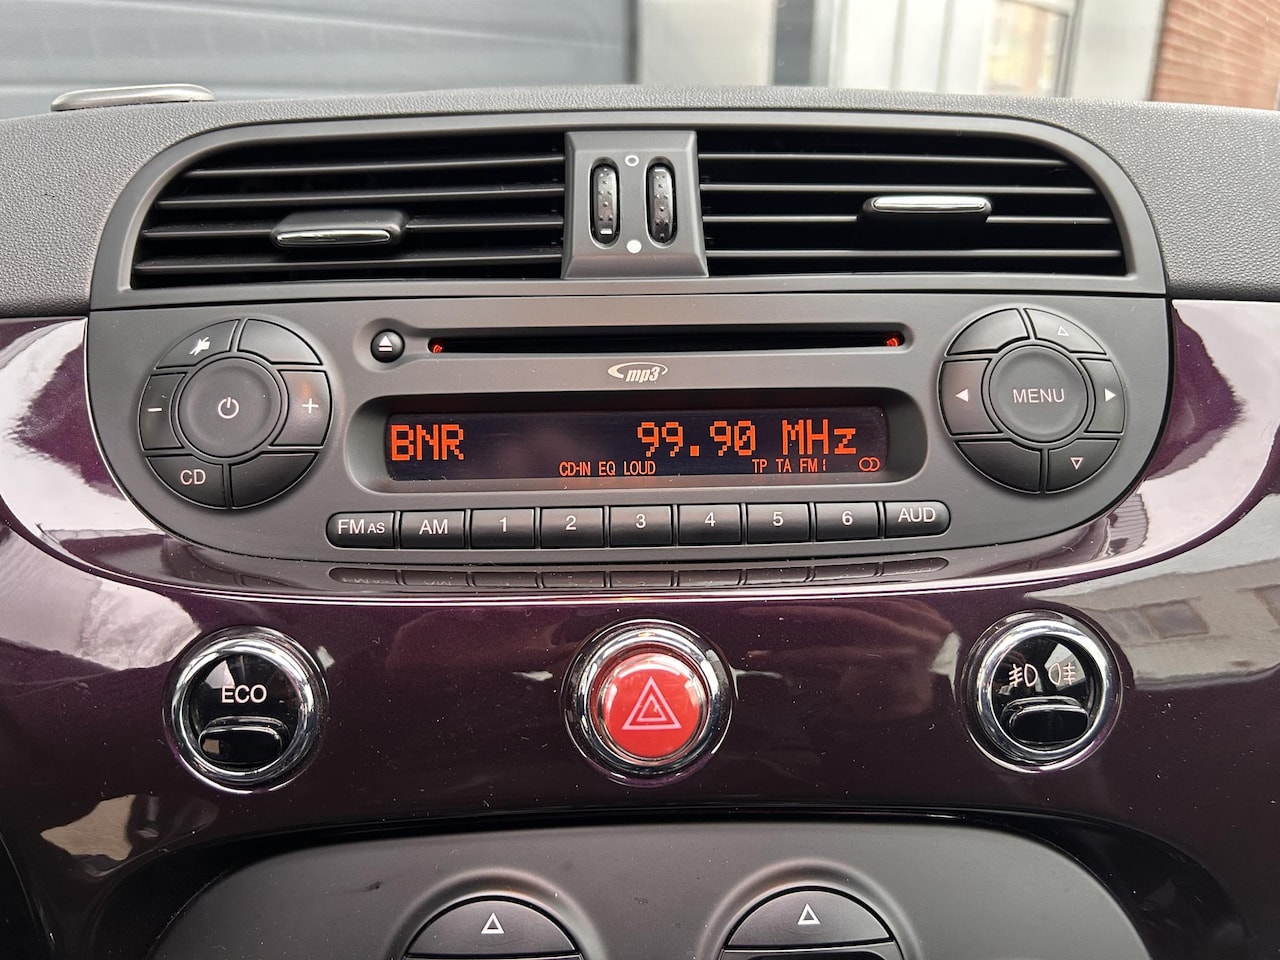 mp3
BNR 99.90 MHz
CD-IN EQ LOUD TP TA FM1
- +
CD
MENU
FM AS AM 1 2 3 4 5 6 AUD
ECO